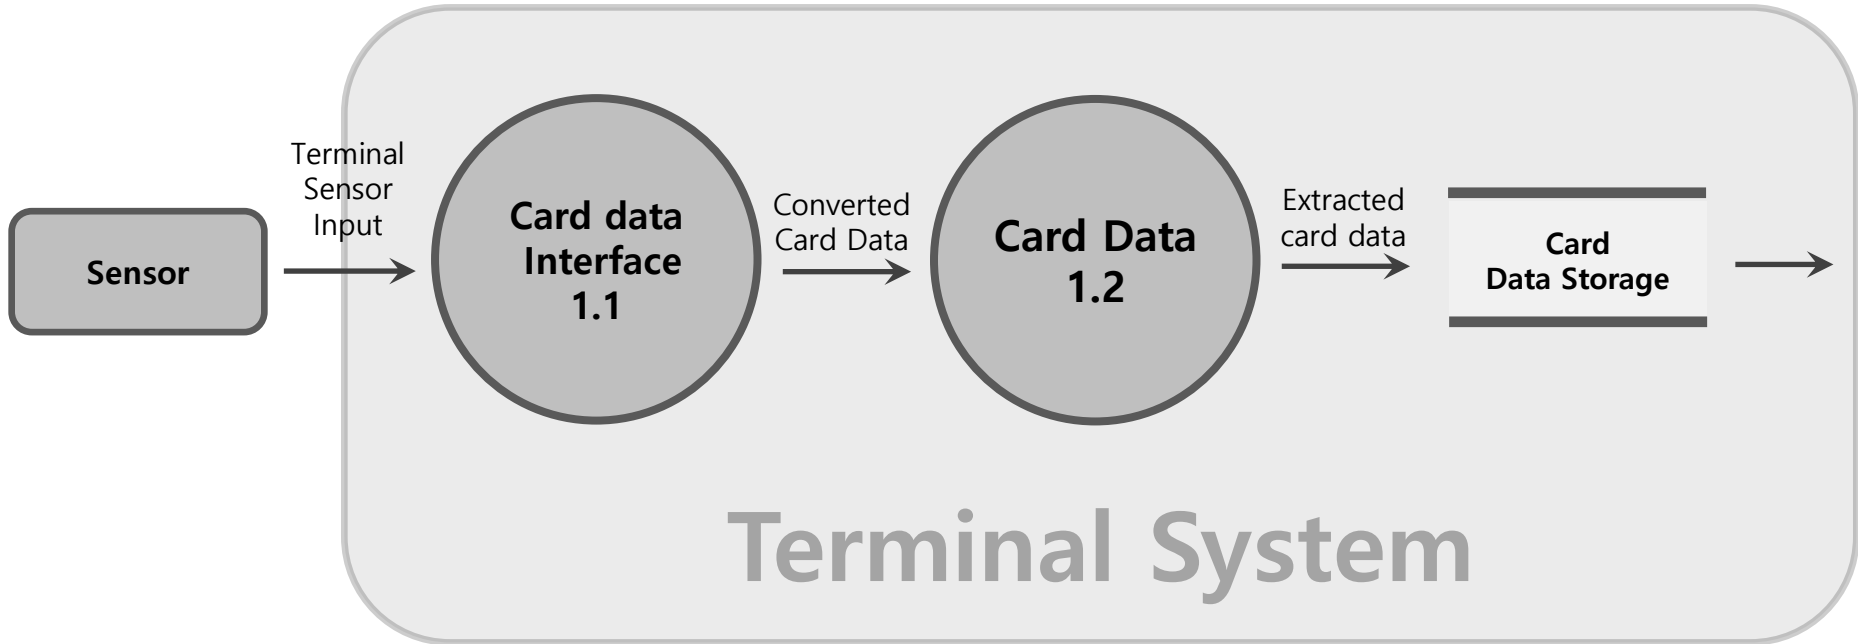 Terminal
Sensor
Input
Sensor
Card data
Interface
1.1
Converted
Card Data
Card Data
1.2
Extracted
card data
Card
Data Storage
Terminal System